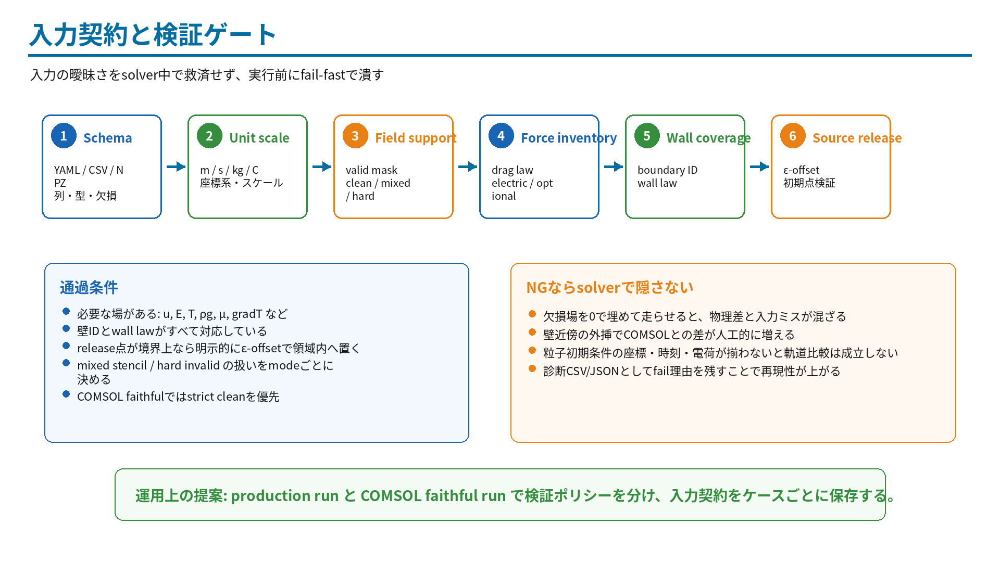 入力契約と検証ゲート
入力の曖昧さをsolver中で救済せず、実行前にfail-fastで潰す
1 Schema
YAML / CSV / N
PZ
列・型・欠損
2 Unit scale
m / s / kg / C
座標系・スケール
3 Field support
valid mask
clean / mixed
/ hard
4 Force inventory
drag law
electric / opt
ional
5 Wall coverage
boundary ID
wall law
6 Source release
ε-offset
初期点検証
通過条件
必要な場がある: u, E, T, ρg, μ, gradT など
壁IDとwall lawがすべて対応している
release点が境界上なら明示的にε-offsetで領域内へ置く
mixed stencil / hard invalid の扱いをmodeごとに
決める
COMSOL faithfulではstrict cleanを優先
NGならsolverで隠さない
欠損場を0で埋めて走らせると、物理差と入力ミスが混ざる
壁近傍の外挿でCOMSOLとの差が人工的に増える
粒子初期条件の座標・時刻・電荷が揃わないと軌道比較は成立しない
診断CSV/JSONとしてfail理由を残すことで再現性が上がる
運用上の提案: production run と COMSOL faithful run で検証ポリシーを分け、入力契約をケースごとに保存する。